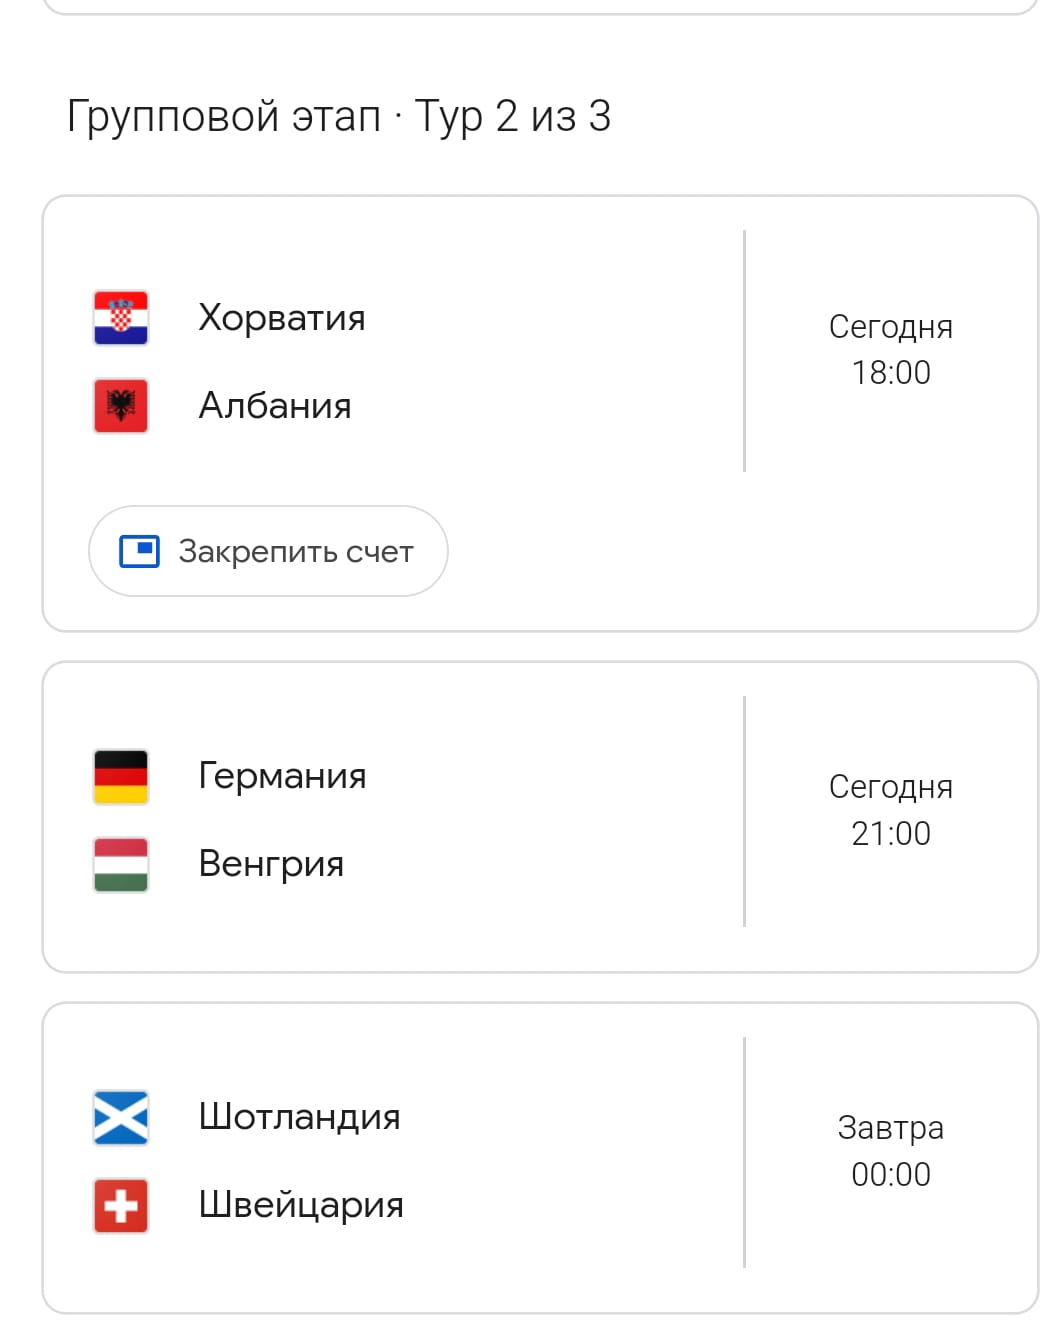 Групповой этап · Тур 2 из 3
Хорватия
Албания
Сегодня
18:00
Закрепить счет
Германия
Венгрия
Сегодня
21:00
Шотландия
Швейцария
Завтра
00:00